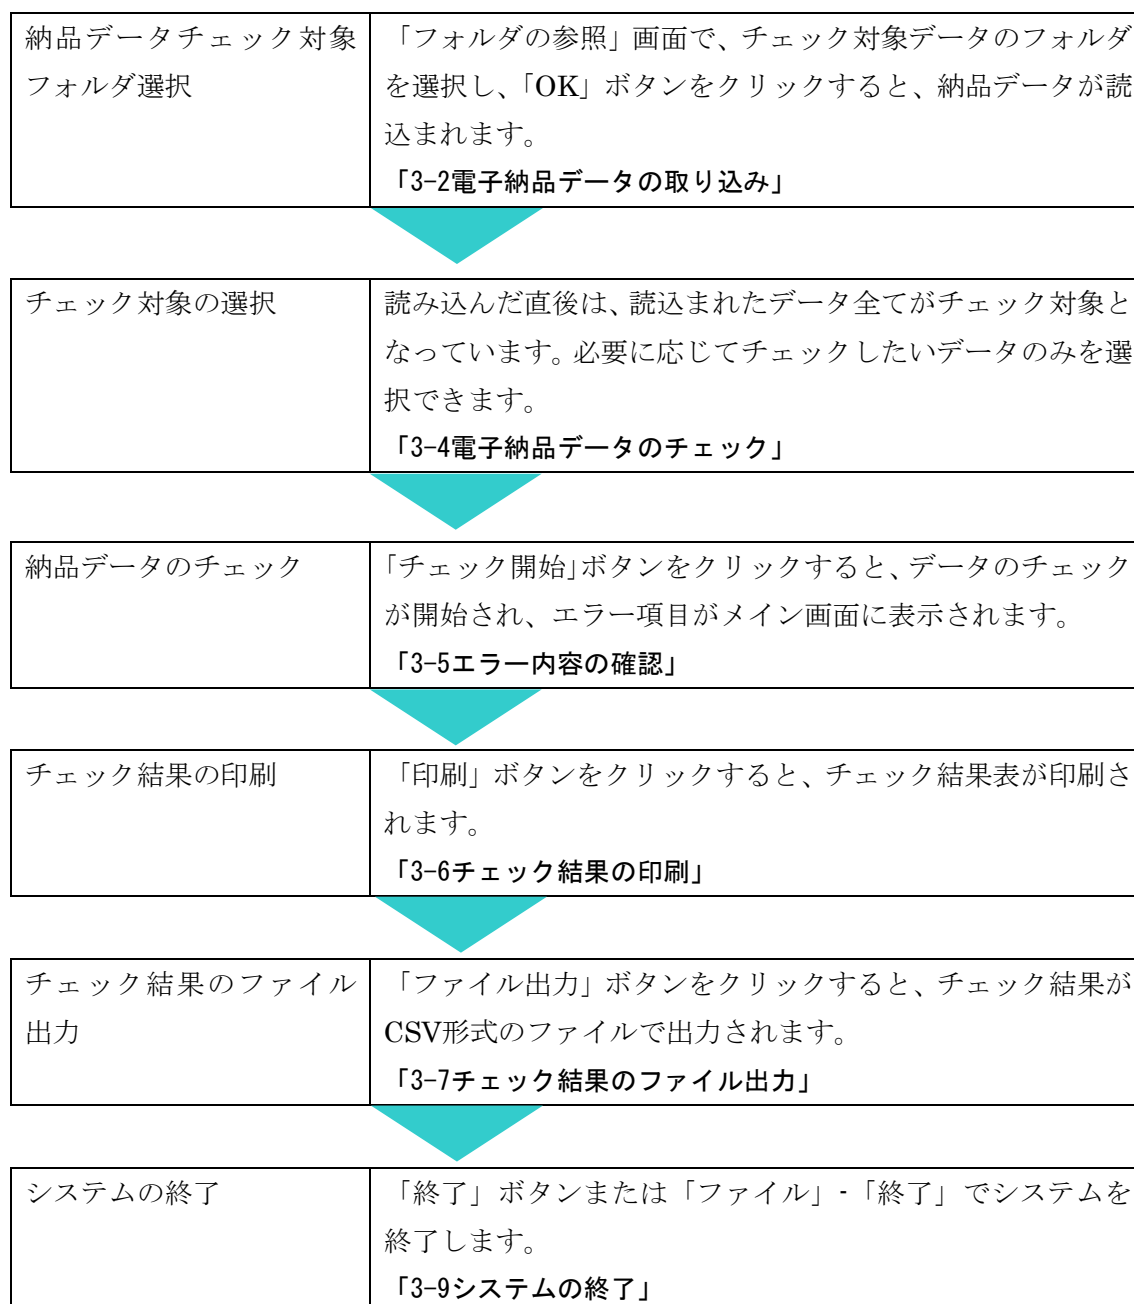 納品データチェック対象
フォルダ選択
「フォルダの参照」画面で、チェック対象データのフォルダ
を選択し、「OK」ボタンをクリックすると、納品データが読
込まれます。
「3-2電子納品データの取り込み」
チェック対象の選択
読み込んだ直後は、読込まれたデータ全てがチェック対象と
なっています。必要に応じてチェックしたいデータのみを選
択できます。
「3-4電子納品データのチェック」
納品データのチェック
「チェック開始」ボタンをクリックすると、データのチェック
が開始され、エラー項目がメイン画面に表示されます。
「3-5エラー内容の確認」
チェック結果の印刷
「印刷」ボタンをクリックすると、チェック結果表が印刷さ
れます。
「3-6チェック結果の印刷」
チェック結果のファイル
出力
「ファイル出力」ボタンをクリックすると、チェック結果が
CSV形式のファイルで出力されます。
「3-7チェック結果のファイル出力」
システムの終了
「終了」ボタンまたは「ファイル」-「終了」でシステムを
終了します。
「3-9システムの終了」